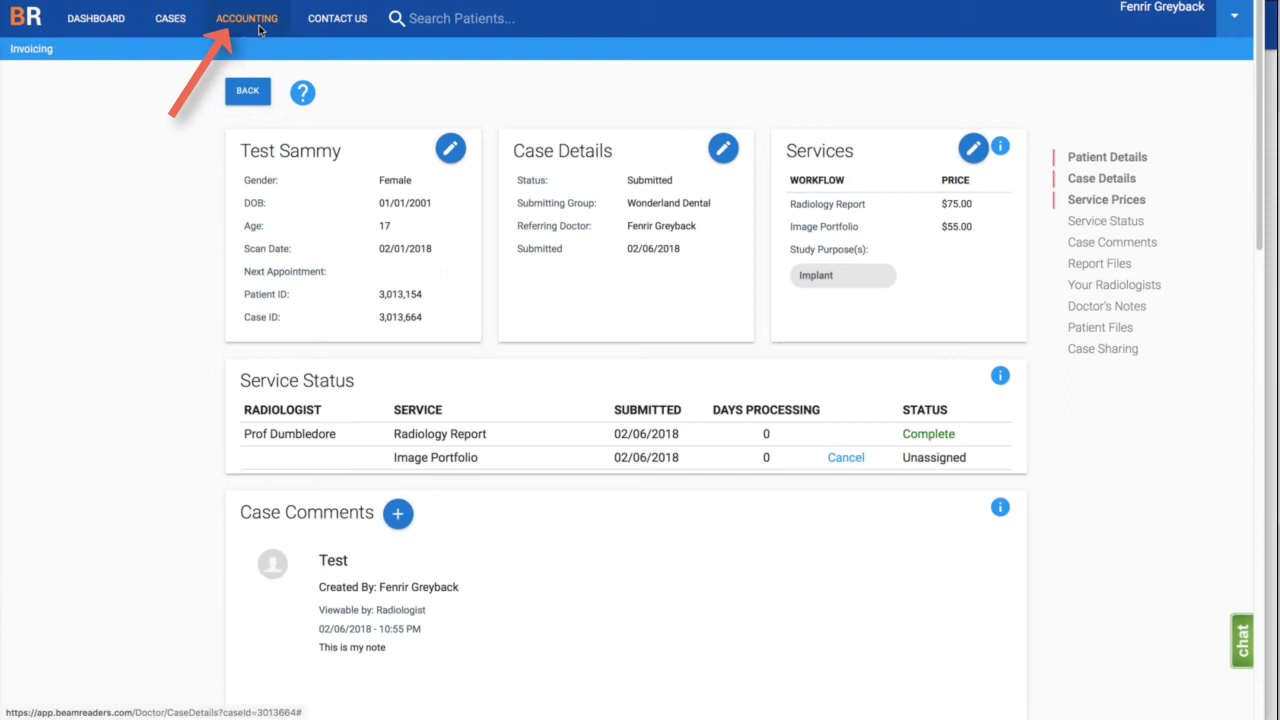 BR DASHBOARD CASES ACCOUNTING CONTACT US Search Patients... Fenrir Greyback
Invoicing
BACK ?
Test Sammy
Gender: Female
DOB: 01/01/2001
Age: 17
Scan Date: 02/01/2018
Next Appointment:
Patient ID: 3,013,154
Case ID: 3,013,664
Case Details
Status: Submitted
Submitting Group: Wonderland Dental
Referring Doctor: Fenrir Greyback
Submitted 02/06/2018
Services i
WORKFLOW PRICE
Radiology Report $75.00
Image Portfolio $55.00
Study Purpose(s):
Implant
Patient Details
Case Details
Service Prices
Service Status
Case Comments
Report Files
Your Radiologists
Doctor's Notes
Patient Files
Case Sharing
Service Status i
RADIOLOGIST SERVICE SUBMITTED DAYS PROCESSING STATUS
Prof Dumbledore Radiology Report 02/06/2018 0 Complete
Image Portfolio 02/06/2018 0 Cancel Unassigned
Case Comments + i
Test
Created By: Fenrir Greyback
Viewable by: Radiologist
02/06/2018 - 10:55 PM
This is my note
chat
https://app.beamreaders.com/Doctor/CaseDetails?caseId=3013664#